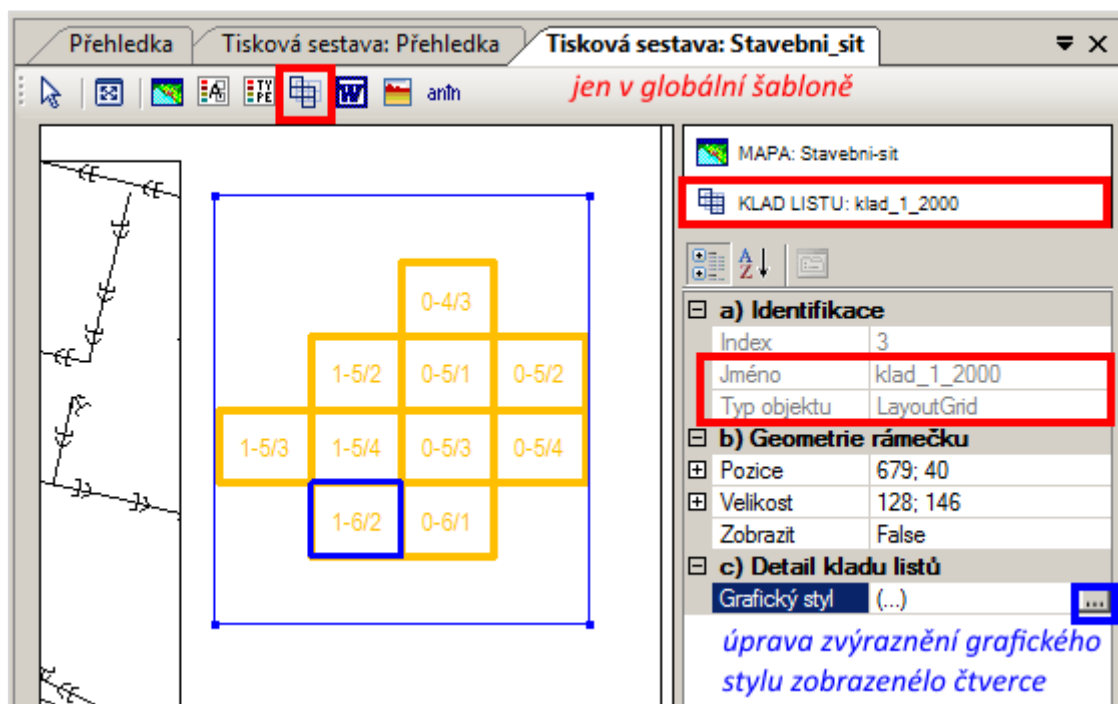 Přehledka Tisková sestava: Přehledka Tisková sestava: Stavebni_sit
W anIn jen v globální šabloně
MAPA: Stavebni-sit
KLAD LISTU: klad_1_2000
0-4/3
1-5/2 0-5/1 0-5/2
1-5/3 1-5/4 0-5/3 0-5/4
1-6/2 0-6/1
a) Identifikace
Index 3
Jméno klad_1_2000
Typ objektu LayoutGrid
b) Geometrie rámečku
Pozice 679; 40
Velikost 128; 146
Zobrazit False
c) Detail kladu listů
Grafický styl (...) ...
úprava zvýraznění grafického
stylu zobrazenélo čtverce